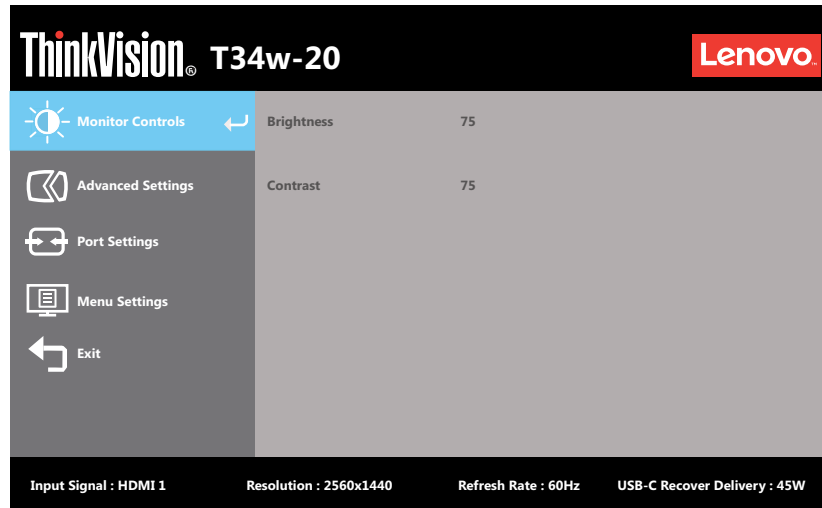 ThinkVision® T34w-20
Lenovo™
Monitor Controls
Brightness 75
Advanced Settings
Contrast 75
Port Settings
Menu Settings
Exit
Input Signal : HDMI 1 Resolution : 2560x1440 Refresh Rate : 60Hz USB-C Recover Delivery : 45W